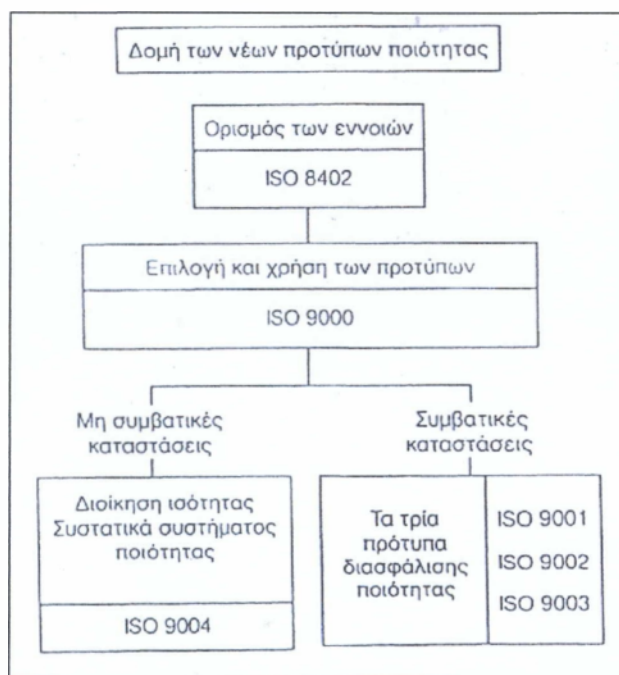 Δομή των νέων προτύπων ποιότητας
Ορισμός των εννοιών
ISO 8402
Επιλογή και χρήση των προτύπων
ISO 9000
Μη συμβατικές
καταστάσεις
Διοίκηση ισότητας
Συστατικά συστήματος
ποιότητας
ISO 9004
Συμβατικές
καταστάσεις
Τα τρία
πρότυπα
διασφάλισης
ποιότητας
ISO 9001
ISO 9002
ISO 9003